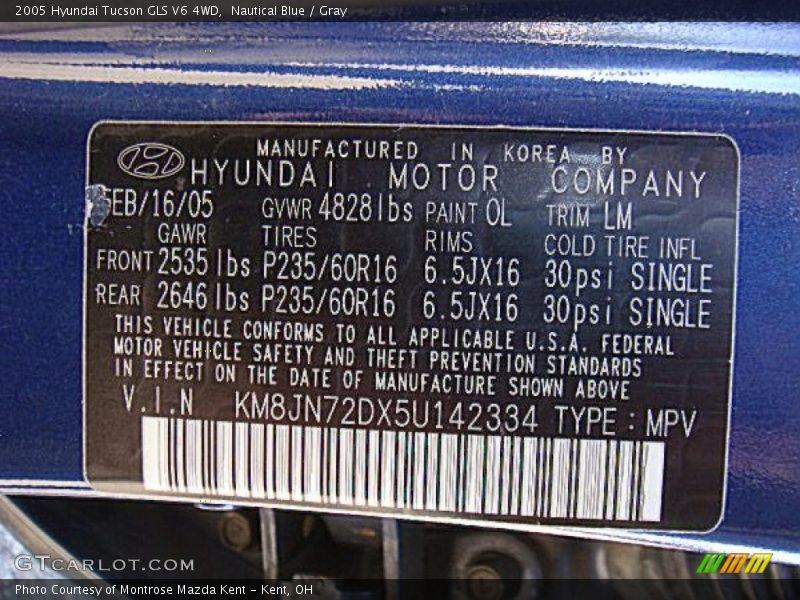 2005 Hyundai Tucson GLS V6 4WD, Nautical Blue / Gray
MANUFACTURED IN KOREA BY
HYUNDAI MOTOR COMPANY
FEB/16/05 GVWR 4828lbs PAINT OL TRIM LM
GAWR TIRES RIMS COLD TIRE INFL
FRONT 2535 lbs P235/60R16 6.5JX16 30psi SINGLE
REAR 2646 lbs P235/60R16 6.5JX16 30psi SINGLE
THIS VEHICLE CONFORMS TO ALL APPLICABLE U.S.A. FEDERAL
MOTOR VEHICLE SAFETY AND THEFT PREVENTION STANDARDS
IN EFFECT ON THE DATE OF MANUFACTURE SHOWN ABOVE
V.I.N KM8JN72DX5U142334 TYPE : MPV
GTCARLOT.COM
Photo Courtesy of Montrose Mazda Kent - Kent, OH